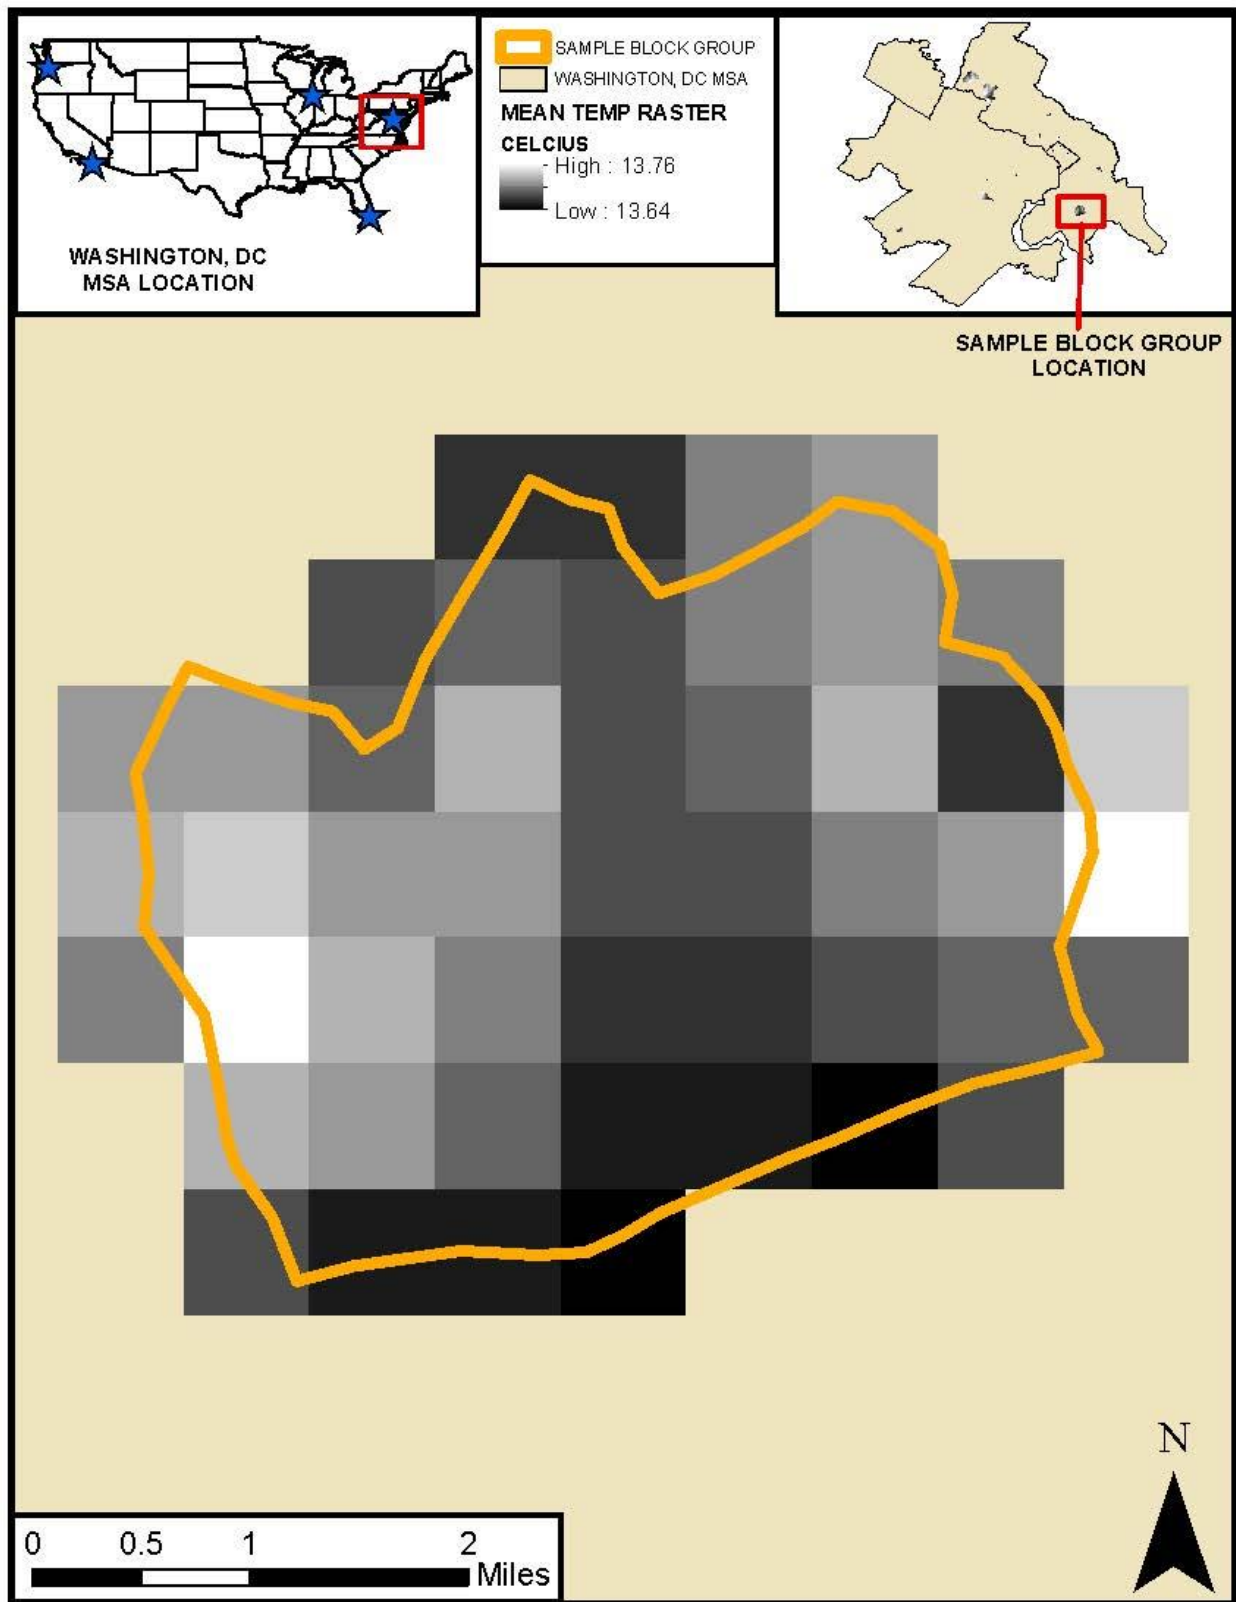 WASHINGTON, DC
MSA LOCATION
SAMPLE BLOCK GROUP
WASHINGTON, DC MSA
MEAN TEMP RASTER
CELCIUS
High : 13.76
Low : 13.64
SAMPLE BLOCK GROUP
LOCATION
N
0 0.5 1 2
Miles